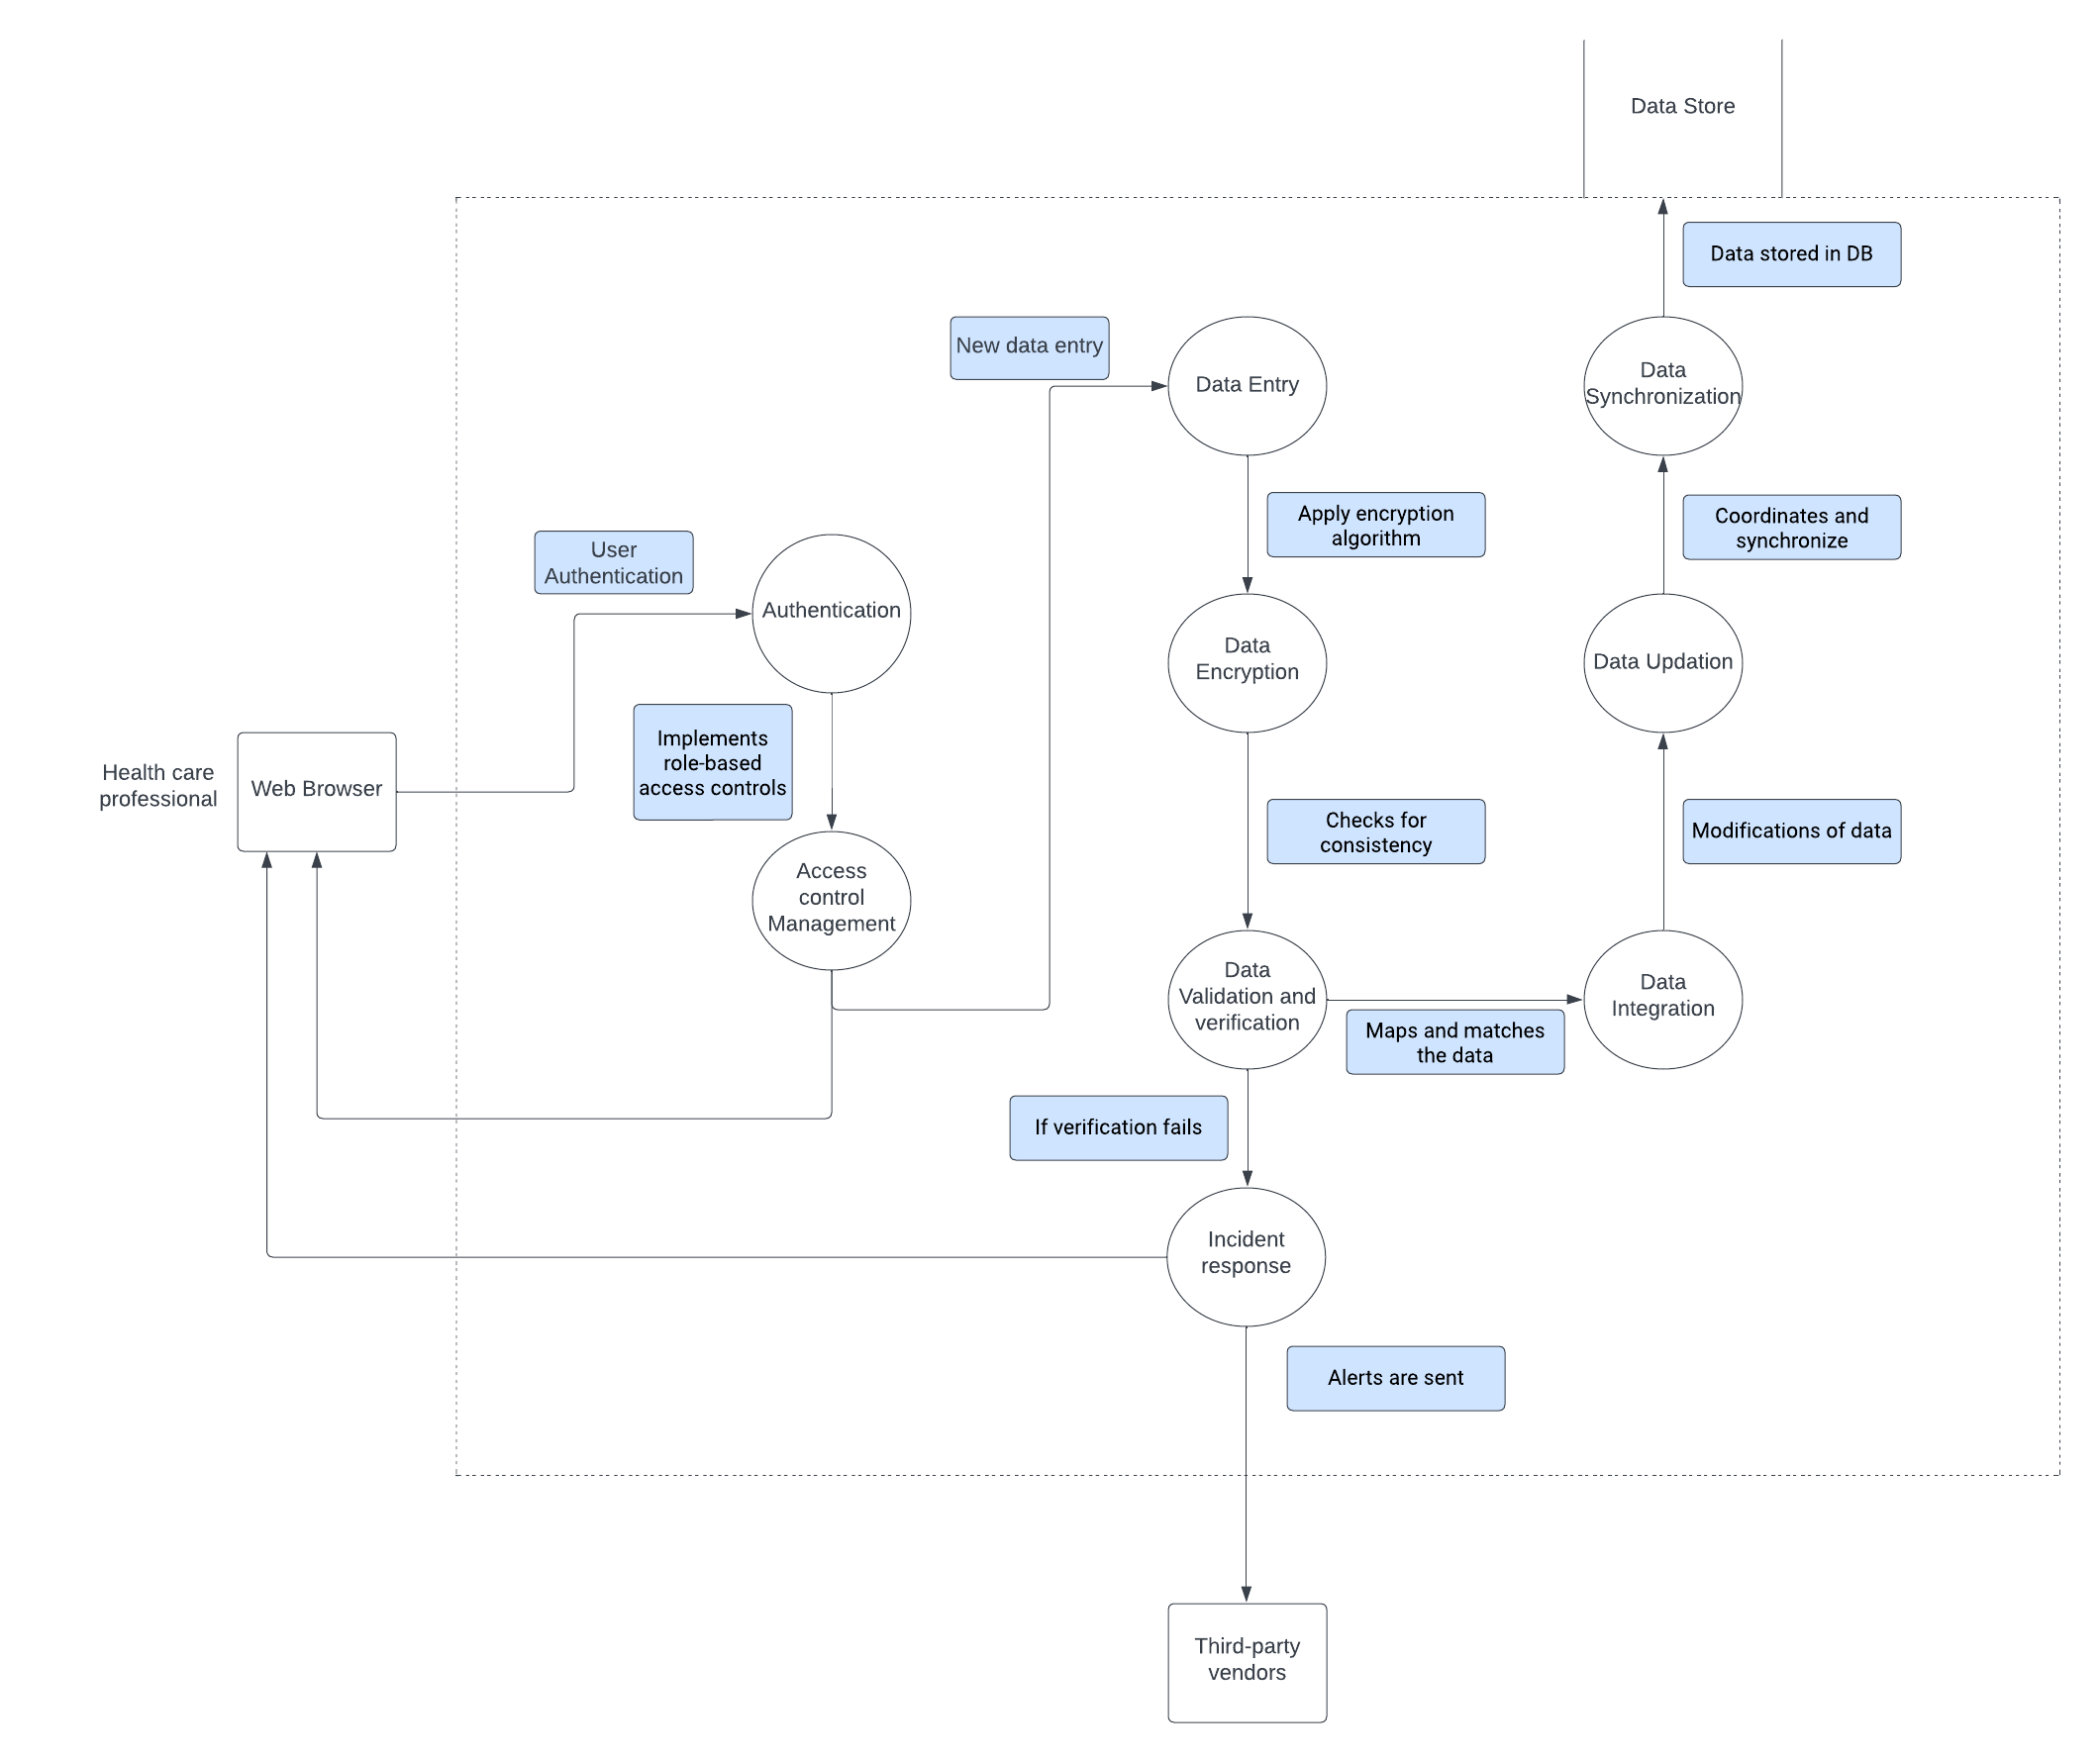 Data Store
Data stored in DB
New data entry
Data Entry
Data
Synchronization
Apply encryption
algorithm
Coordinates and
synchronize
User
Authentication
Authentication
Data
Encryption
Data Updation
Implements
role-based
access controls
Health care
professional
Web Browser
Checks for
consistency
Modifications of data
Access
control
Management
Data
Validation and
verification
Data
Integration
Maps and matches
the data
If verification fails
Incident
response
Alerts are sent
Third-party
vendors